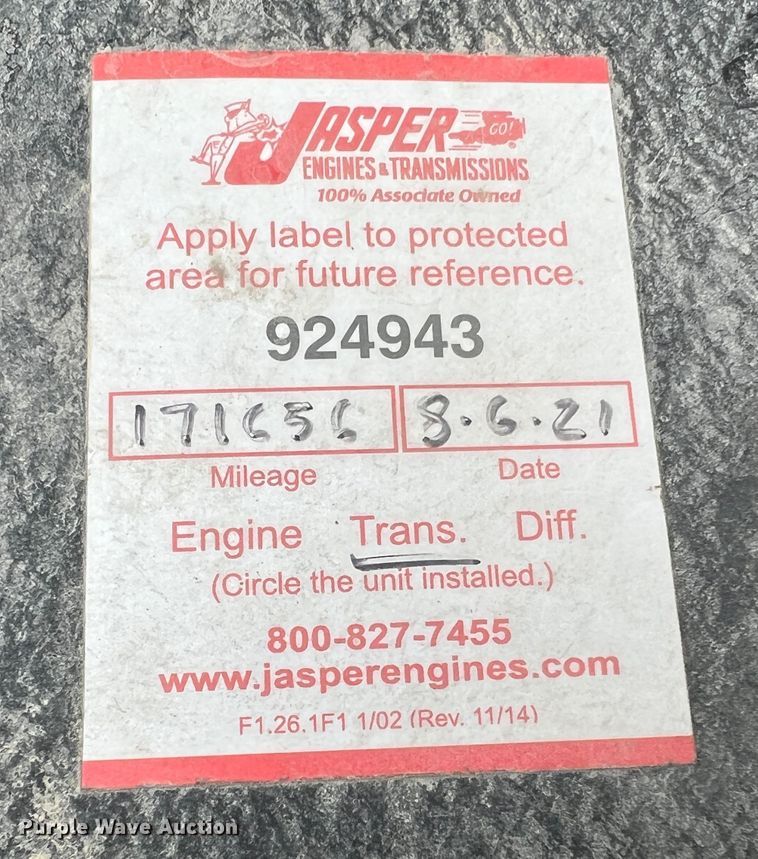 JASPER GO!
ENGINES & TRANSMISSIONS
100% Associate Owned
Apply label to protected
area for future reference.
924943
171656 8.6.21
Mileage Date
Engine Trans. Diff.
(Circle the unit installed.)
800-827-7455
www.jasperengines.com
F1.26.1F1 1/02 (Rev. 11/14)
Purple Wave Auction